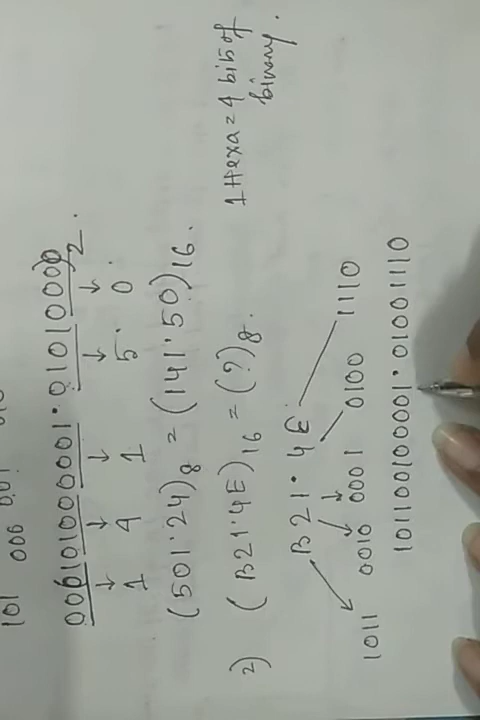 101 000 001
000101000001.01010000)2.
↓ ↓ ↓ ↓ ↓
1 4 1 5. 0.
(501.24)8 = (141.50)16.
2) (B21.4E)16 = (?)8.
1 Hexa = 4 bits of
binary.
B21.4E
1011 0010 0001 0100 1110
101100100001.01001110